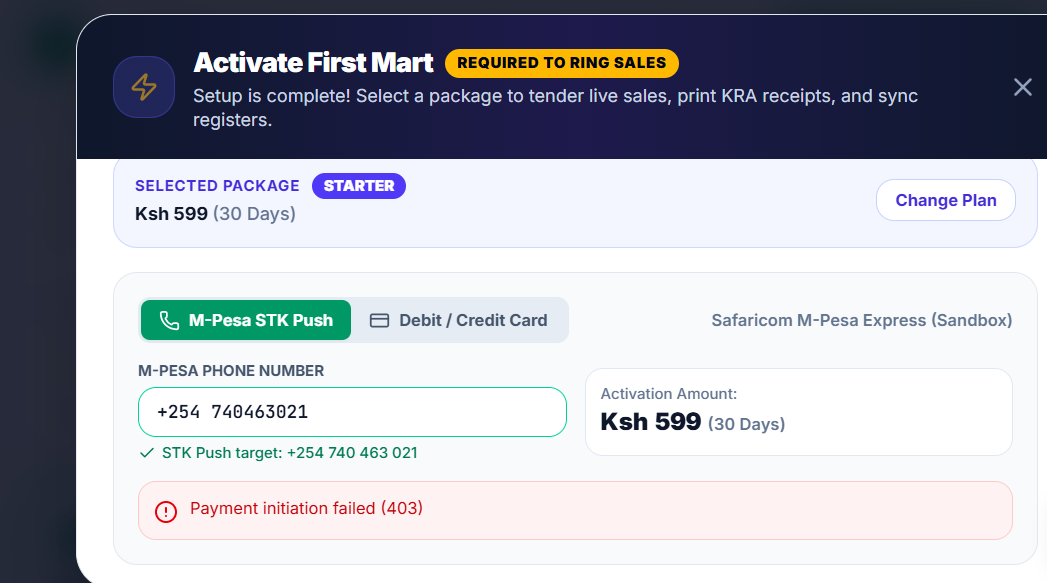 Activate First Mart REQUIRED TO RING SALES
Setup is complete! Select a package to tender live sales, print KRA receipts, and sync
registers.
SELECTED PACKAGE STARTER
Ksh 599 (30 Days)
Change Plan
M-Pesa STK Push
Debit / Credit Card
Safaricom M-Pesa Express (Sandbox)
M-PESA PHONE NUMBER
+254 740463021
STK Push target: +254 740 463 021
Activation Amount:
Ksh 599 (30 Days)
Payment initiation failed (403)